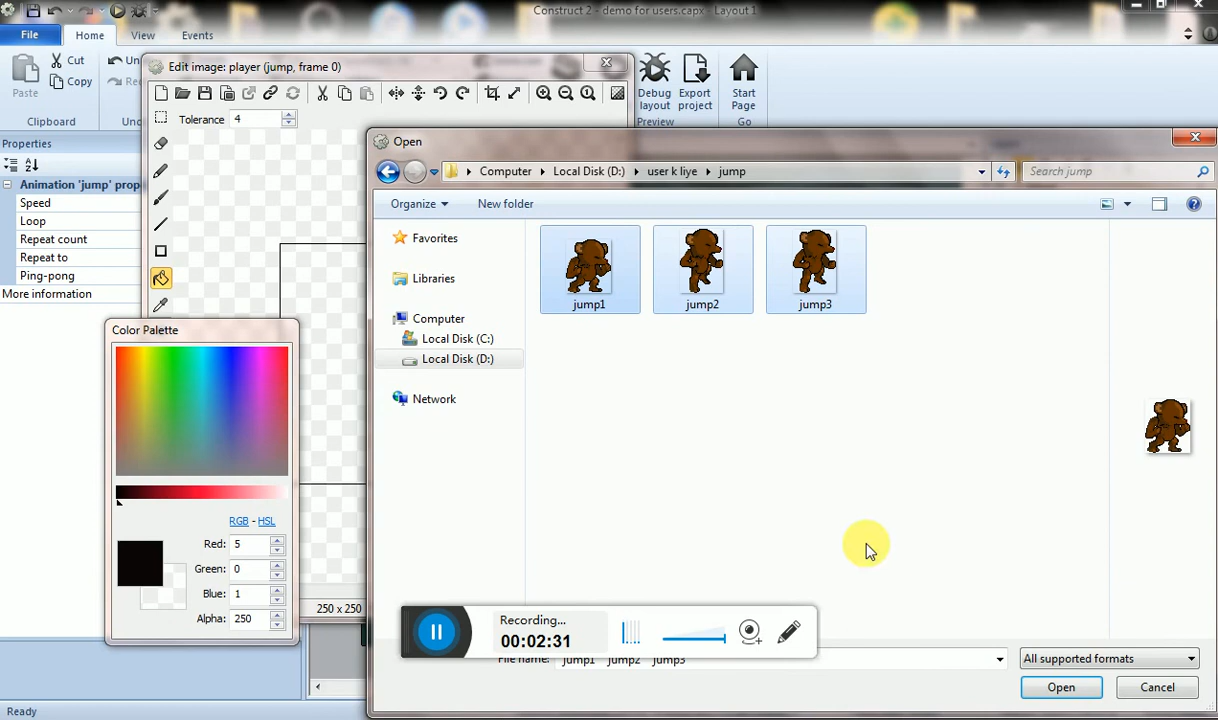 Construct 2 - demo for users.capx - Layout 1
File
Home
View
Events
Paste
Cut
Copy
Clipboard
Edit image: player (jump, frame 0)
Tolerance 4
Debug layout
Export project
Start Page
Preview
Go
Properties
Animation 'jump' prop
Speed
Loop
Repeat count
Repeat to
Ping-pong
More information
Color Palette
RGB - HSL
Red: 5
Green: 0
Blue: 1
Alpha: 250
250 x 250
Ready
Open
Computer
Local Disk (D:)
user k liye
jump
Search jump
Organize
New folder
Favorites
Libraries
Computer
Local Disk (C:)
Local Disk (D:)
Network
jump1
jump2
jump3
Recording...
00:02:31
File name: jump1 jump2 jump3
All supported formats
Open
Cancel